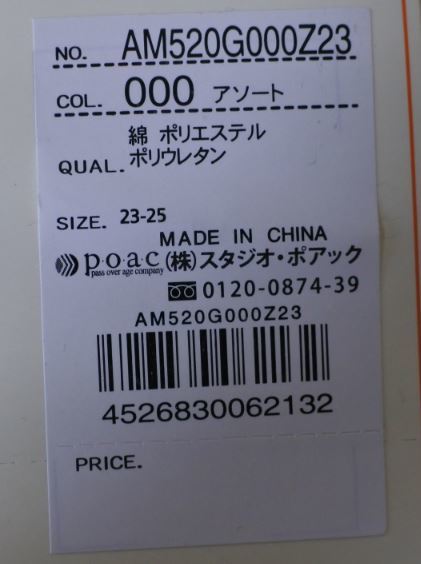 NO. AM520G000Z23
COL. 000 アソート
綿 ポリエステル
QUAL. ポリウレタン
SIZE. 23-25
MADE IN CHINA
p·o·a·c (株)スタジオ・ポアック
pass over age company
0120-0874-39
AM520G000Z23
4526830062132
PRICE.